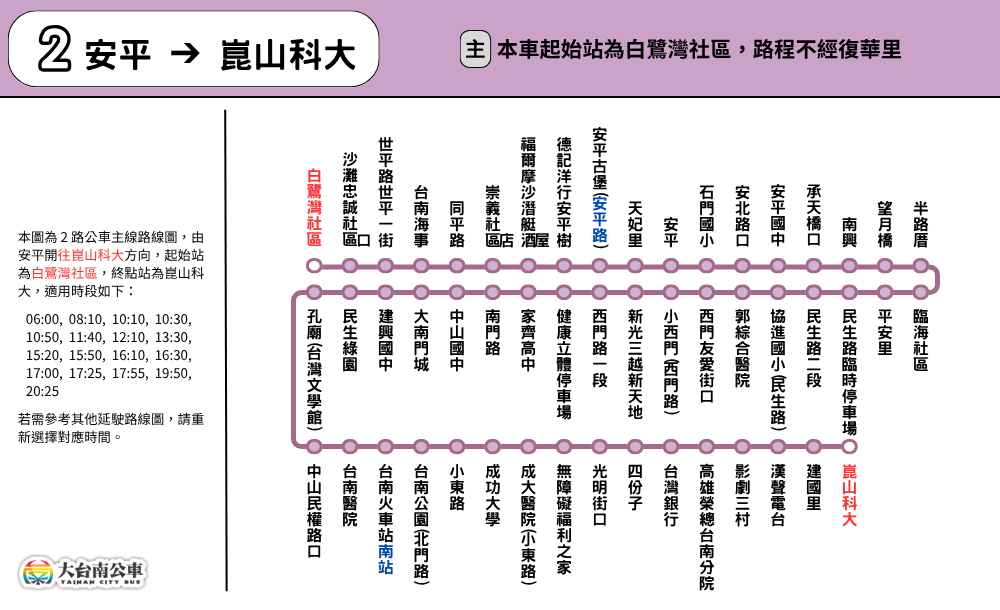 2 安平 → 崑山科大
主 本車起始站為白鷺灣社區，路程不經復華里
本圖為 2 路公車主線路線圖，由
安平開往崑山科大方向，起始站
為白鷺灣社區，終點站為崑山科
大，適用時段如下：
06:00, 08:10, 10:10, 10:30,
10:50, 11:40, 12:10, 13:30,
15:20, 15:50, 16:10, 16:30,
17:00, 17:25, 17:55, 19:50,
20:25
若需參考其他延駛路線圖，請重
新選擇對應時間。
大台南公車
TAINAN CITY BUS
白鷺灣社區
沙灘忠誠社區
世平路世平一街口
台南海事
同平路
崇義社區
福爾摩沙潛艇酒店
德記洋行安平樹屋
安平古堡(安平路)
天妃里
安平
石門國小
安北路口
安平國中
承天橋口
南興
望月橋
半路厝
臨海社區
平安里
民生路臨時停車場
民生路二段
協進國小(民生路)
郭綜合醫院
西門友愛街口
小西門(西門路)
新光三越新天地
西門路一段
健康立體停車場
家齊高中
南門路
中山國中
大南門城
建興國中
民生綠園
孔廟(台灣文學館)
中山民權路口
台南醫院
台南火車站南站
台南公園(北門路)
小東路
成功大學
成大醫院(小東路)
無障礙福利之家
光明街口
四份子
台灣銀行
高雄榮總台南分院
影劇三村
漢聲電台
建國里
崑山科大